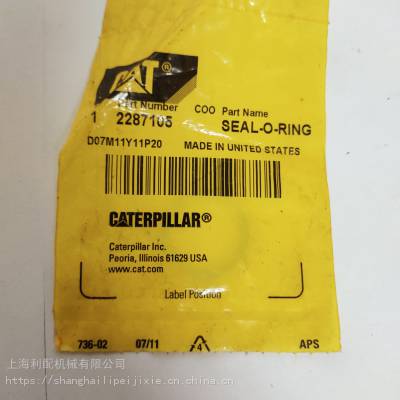 CAT®
Part Number COO Part Name
1 2287105 SEAL-O-RING
D07M11Y11P20 MADE IN UNITED STATES
CATERPILLAR®
Caterpillar Inc.
Peoria, Illinois 61629 USA
www.cat.com
Label Position
736-02 07/11 4 APS
上海利配机械有限公司
https://shanghailipeijixie.cn.china.cn/